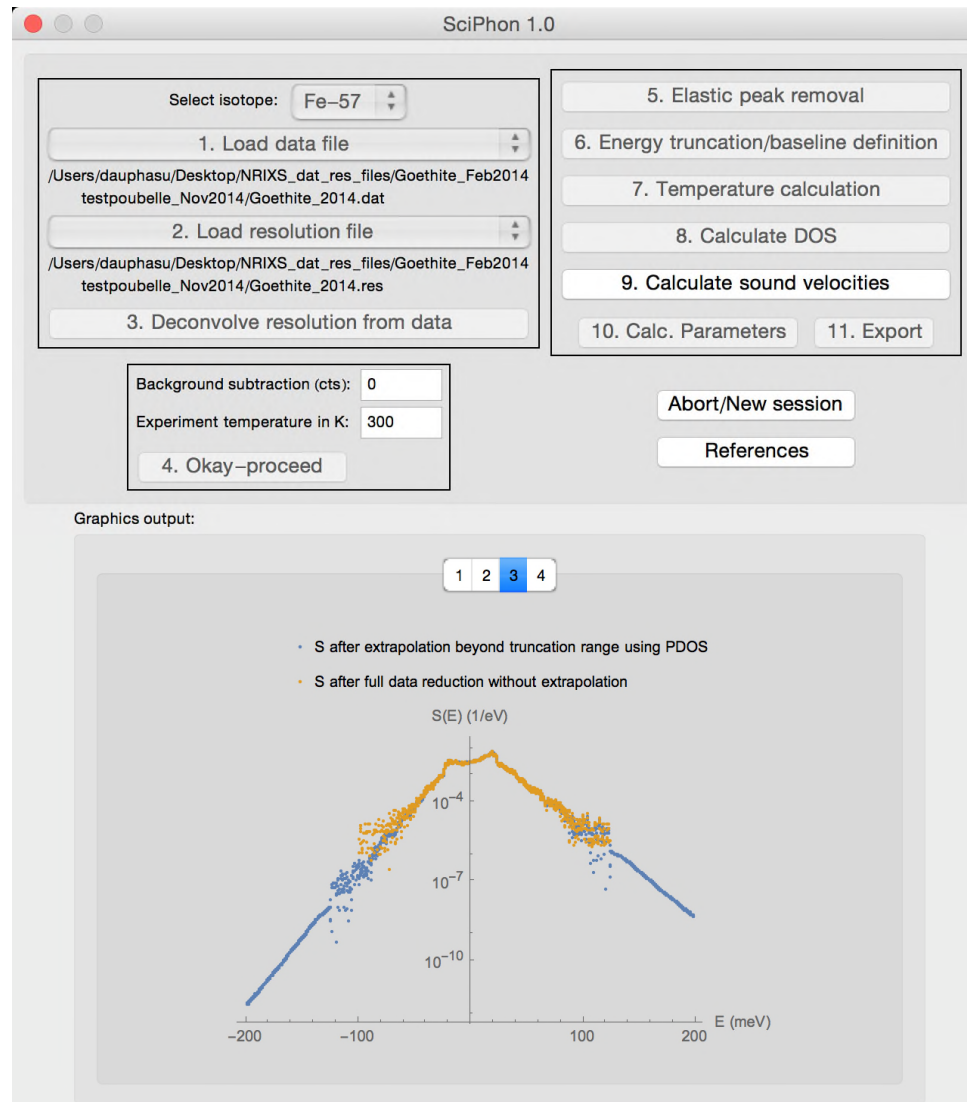 SciPhon 1.0
Select isotope: Fe-57
1. Load data file
/Users/dauphasu/Desktop/NRIXS_dat_res_files/Goethite_Feb2014
testpoubelle_Nov2014/Goethite_2014.dat
2. Load resolution file
/Users/dauphasu/Desktop/NRIXS_dat_res_files/Goethite_Feb2014
testpoubelle_Nov2014/Goethite_2014.res
3. Deconvolve resolution from data
Background subtraction (cts): 0
Experiment temperature in K: 300
4. Okay-proceed
5. Elastic peak removal
6. Energy truncation/baseline definition
7. Temperature calculation
8. Calculate DOS
9. Calculate sound velocities
10. Calc. Parameters 11. Export
Abort/New session
References
Graphics output:
1 2 3 4
S after extrapolation beyond truncation range using PDOS
S after full data reduction without extrapolation
S(E) (1/eV)
10⁻⁴
10⁻⁷
10⁻¹⁰
E (meV)
-200 -100 100 200